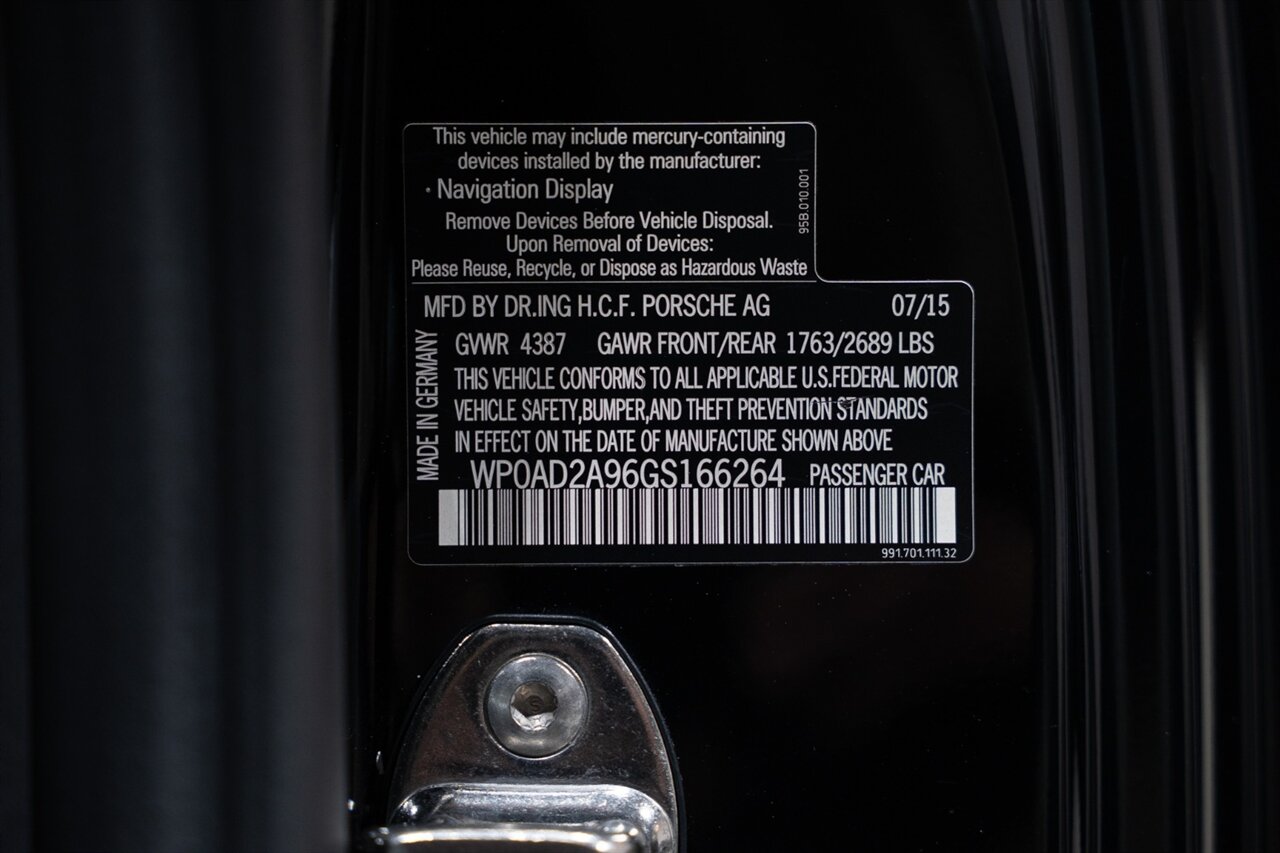 This vehicle may include mercury-containing
devices installed by the manufacturer:
· Navigation Display
Remove Devices Before Vehicle Disposal.
Upon Removal of Devices:
Please Reuse, Recycle, or Dispose as Hazardous Waste
95B.010.001
MFD BY DR.ING H.C.F. PORSCHE AG 07/15
GVWR 4387 GAWR FRONT/REAR 1763/2689 LBS
THIS VEHICLE CONFORMS TO ALL APPLICABLE U.S.FEDERAL MOTOR
VEHICLE SAFETY,BUMPER,AND THEFT PREVENTION STANDARDS
IN EFFECT ON THE DATE OF MANUFACTURE SHOWN ABOVE
MADE IN GERMANY
WP0AD2A96GS166264 PASSENGER CAR
991.701.111.32